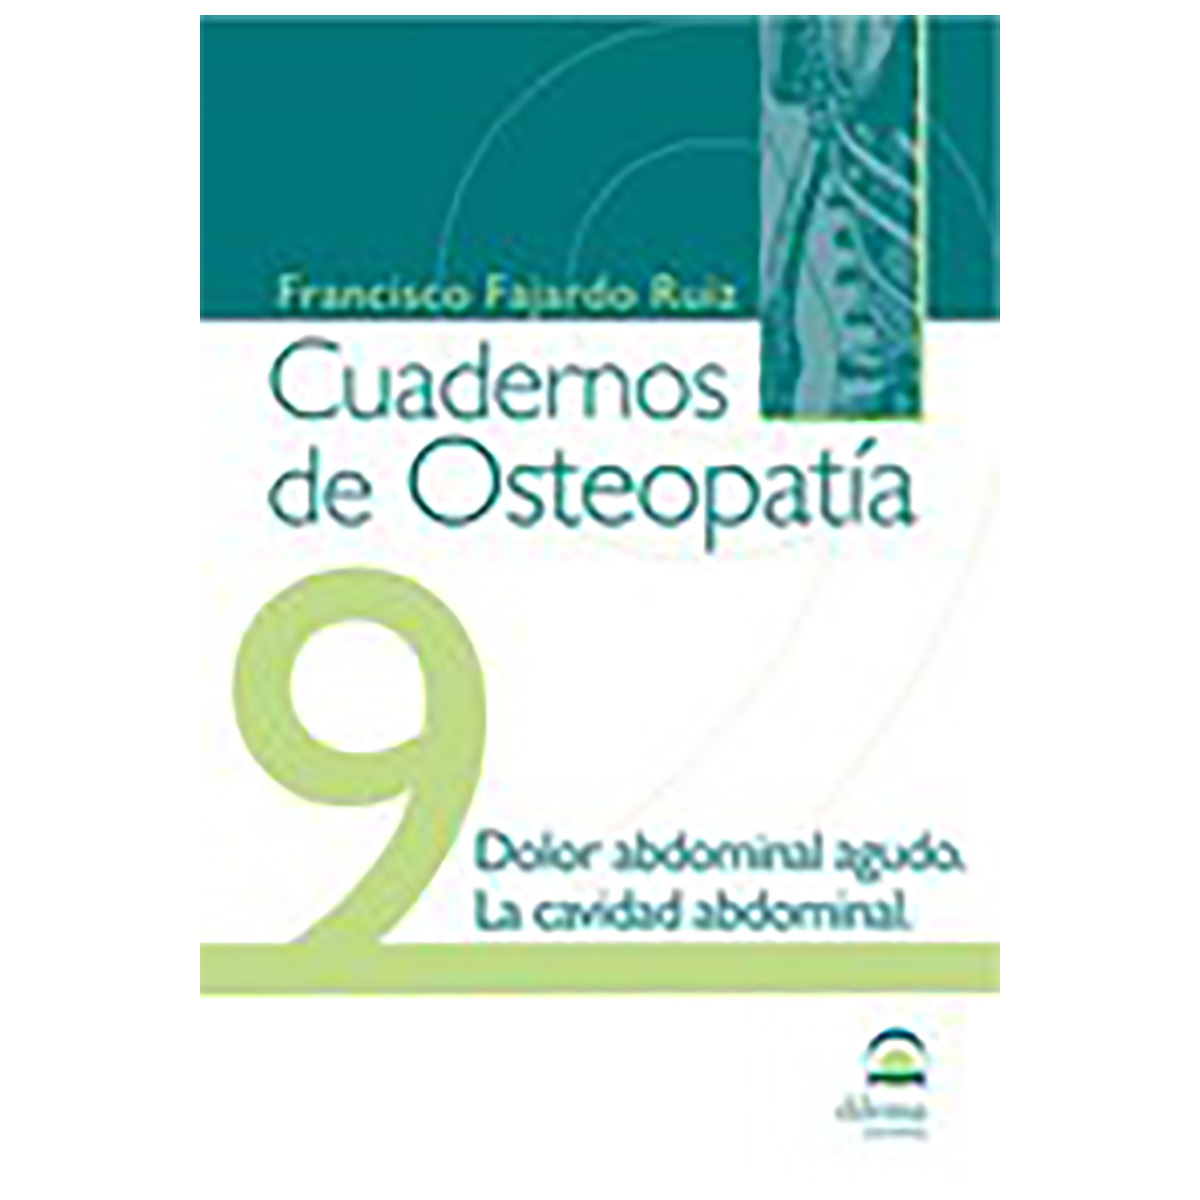 Francisco Fajardo Ruiz
Cuadernos
de Osteopatía
9
Dolor abdominal agudo.
La cavidad abdominal.